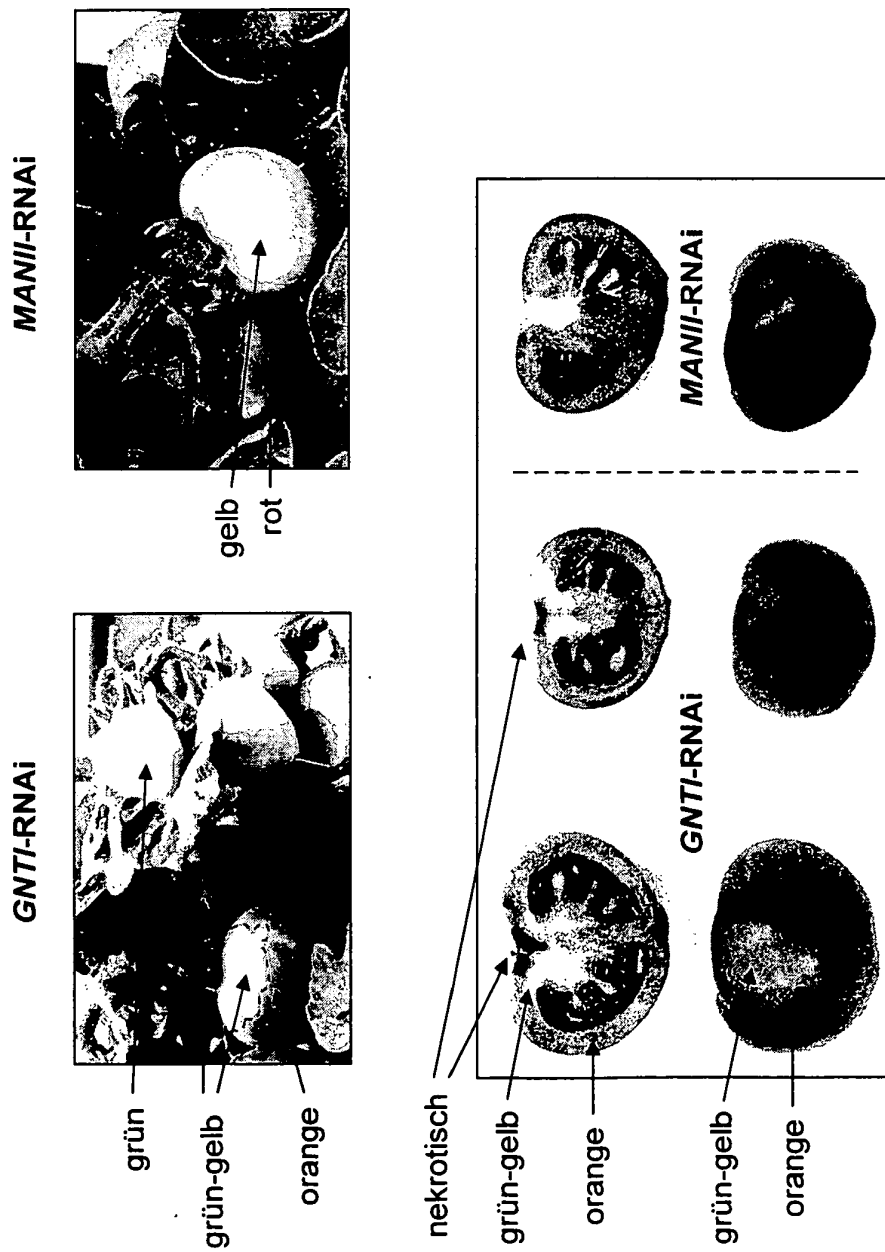 GNTI-RNAi
MANII-RNAi
grün
grün-gelb
orange
gelb
rot
nekrotisch
grün-gelb
orange
GNTI-RNAi
MANII-RNAi
grün-gelb
orange